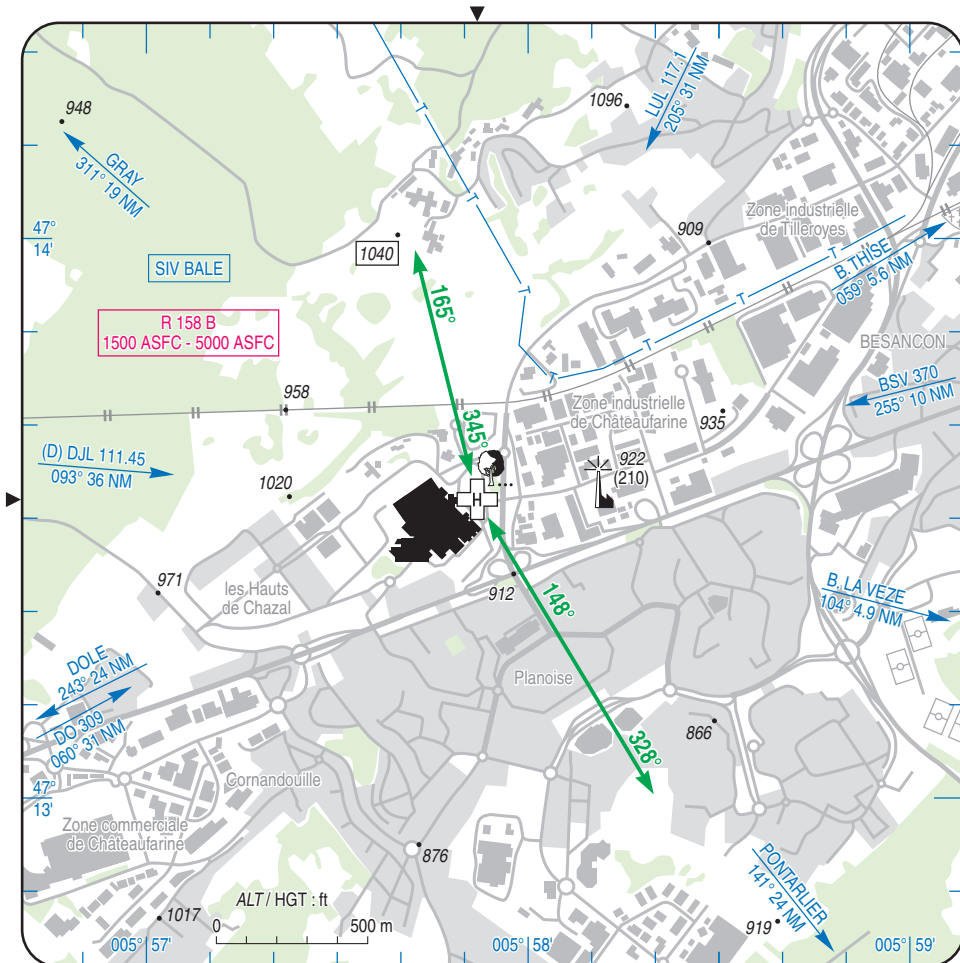 948
GRAY
311° 19 NM
1096
LUL 117.1
205° 31 NM
T
T
47°
14'
SIV BALE
1040
165°
909
Zone industrielle
de Tilleroyes
B.THISE
059° 5.6 NM
T
T
T
T
T
R 158 B
1500 ASFC - 5000 ASFC
BESANCON
BSV 370
255° 10 NM
958
345°
Zone industrielle
de Châteaufarine
935
(D) DJL 111.45
093° 36 NM
1020
922
(210)
H
971
les Hauts
de Chazal
912
148°
B. LA VEZE
104° 4.9 NM
DOLE
243° 24 NM
DO 309
060° 31 NM
Planoise
328°
866
47°
13'
Cornandouille
Zone commerciale
de Châteaufarine
876
PONTARLIER
141° 24 NM
1017
ALT / HGT : ft
0
500 m
919
005° 57'
005° 58'
005° 59'